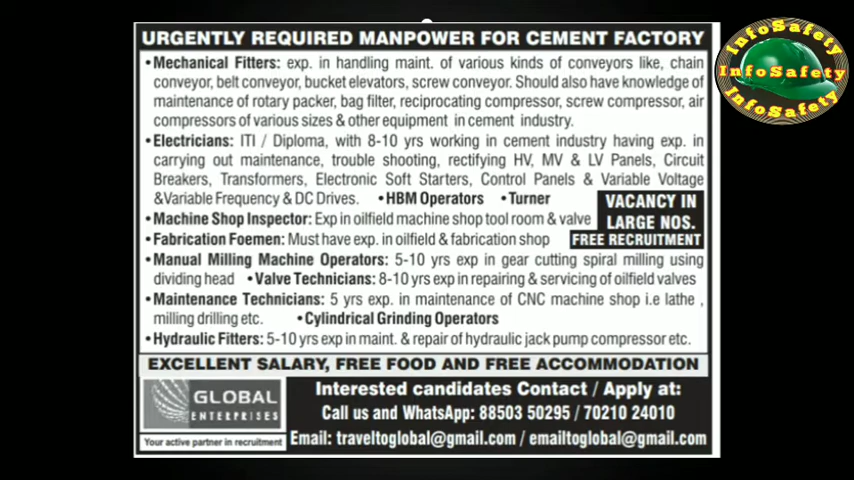 URGENTLY REQUIRED MANPOWER FOR CEMENT FACTORY
• Mechanical Fitters: exp. in handling maint. of various kinds of conveyors like, chain
conveyor, belt conveyor, bucket elevators, screw conveyor. Should also have knowledge of
maintenance of rotary packer, bag filter, reciprocating compressor, screw compressor, air
compressors of various sizes & other equipment in cement industry.
• Electricians: ITI / Diploma, with 8-10 yrs working in cement industry having exp. in
carrying out maintenance, trouble shooting, rectifying HV, MV & LV Panels, Circuit
Breakers, Transformers, Electronic Soft Starters, Control Panels & Variable Voltage
&Variable Frequency & DC Drives. • HBM Operators • Turner
• Machine Shop Inspector: Exp in oilfield machine shop tool room & valve
• Fabrication Foemen: Must have exp. in oilfield & fabrication shop
VACANCY IN
LARGE NOS.
FREE RECRUITMENT
• Manual Milling Machine Operators: 5-10 yrs exp in gear cutting spiral milling using
dividing head • Valve Technicians: 8-10 yrs exp in repairing & servicing of oilfield valves
• Maintenance Technicians: 5 yrs exp. in maintenance of CNC machine shop i.e lathe ,
milling drilling etc. • Cylindrical Grinding Operators
• Hydraulic Fitters: 5-10 yrs exp in maint. & repair of hydraulic jack pump compressor etc.
EXCELLENT SALARY, FREE FOOD AND FREE ACCOMMODATION
GLOBAL
ENTERPRISES
Your active partner in recruitment
Interested candidates Contact / Apply at:
Call us and WhatsApp: 88503 50295 / 70210 24010
Email: traveltoglobal@gmail.com / emailtoglobal@gmail.com
InfoSafety
InfoSafety
InfoSafety